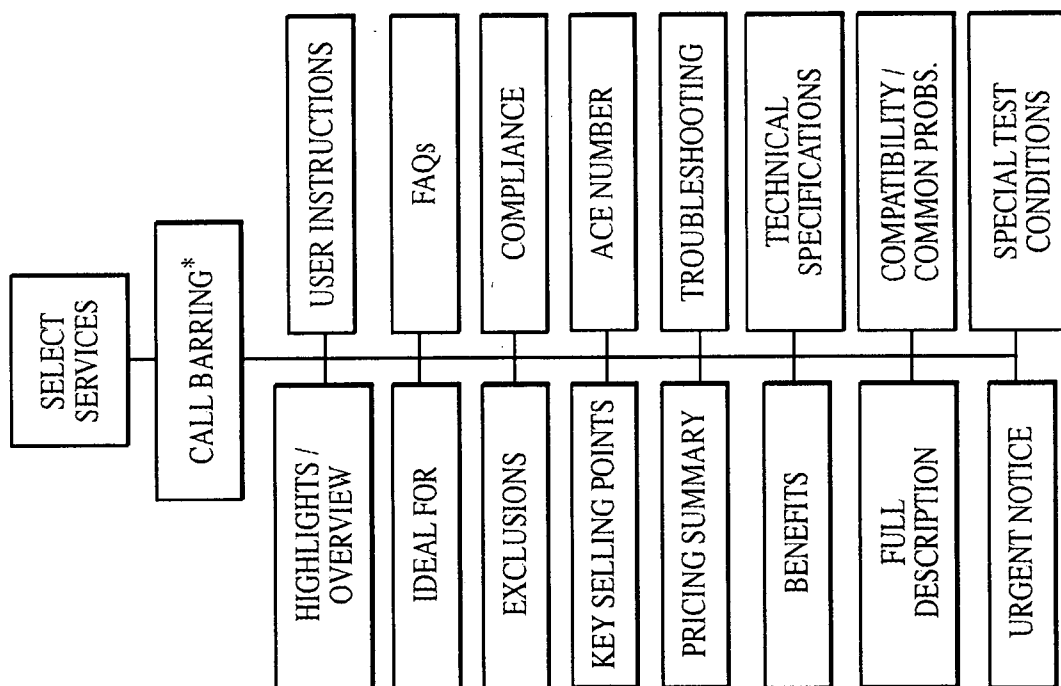 SELECT
SERVICES
CALL BARRING*
HIGHLIGHTS /
OVERVIEW
USER INSTRUCTIONS
IDEAL FOR
FAQs
EXCLUSIONS
COMPLIANCE
KEY SELLING POINTS
ACE NUMBER
PRICING SUMMARY
TROUBLESHOOTING
BENEFITS
TECHNICAL
SPECIFICATIONS
FULL
DESCRIPTION
COMPATIBILITY /
COMMON PROBS.
URGENT NOTICE
SPECIAL TEST
CONDITIONS